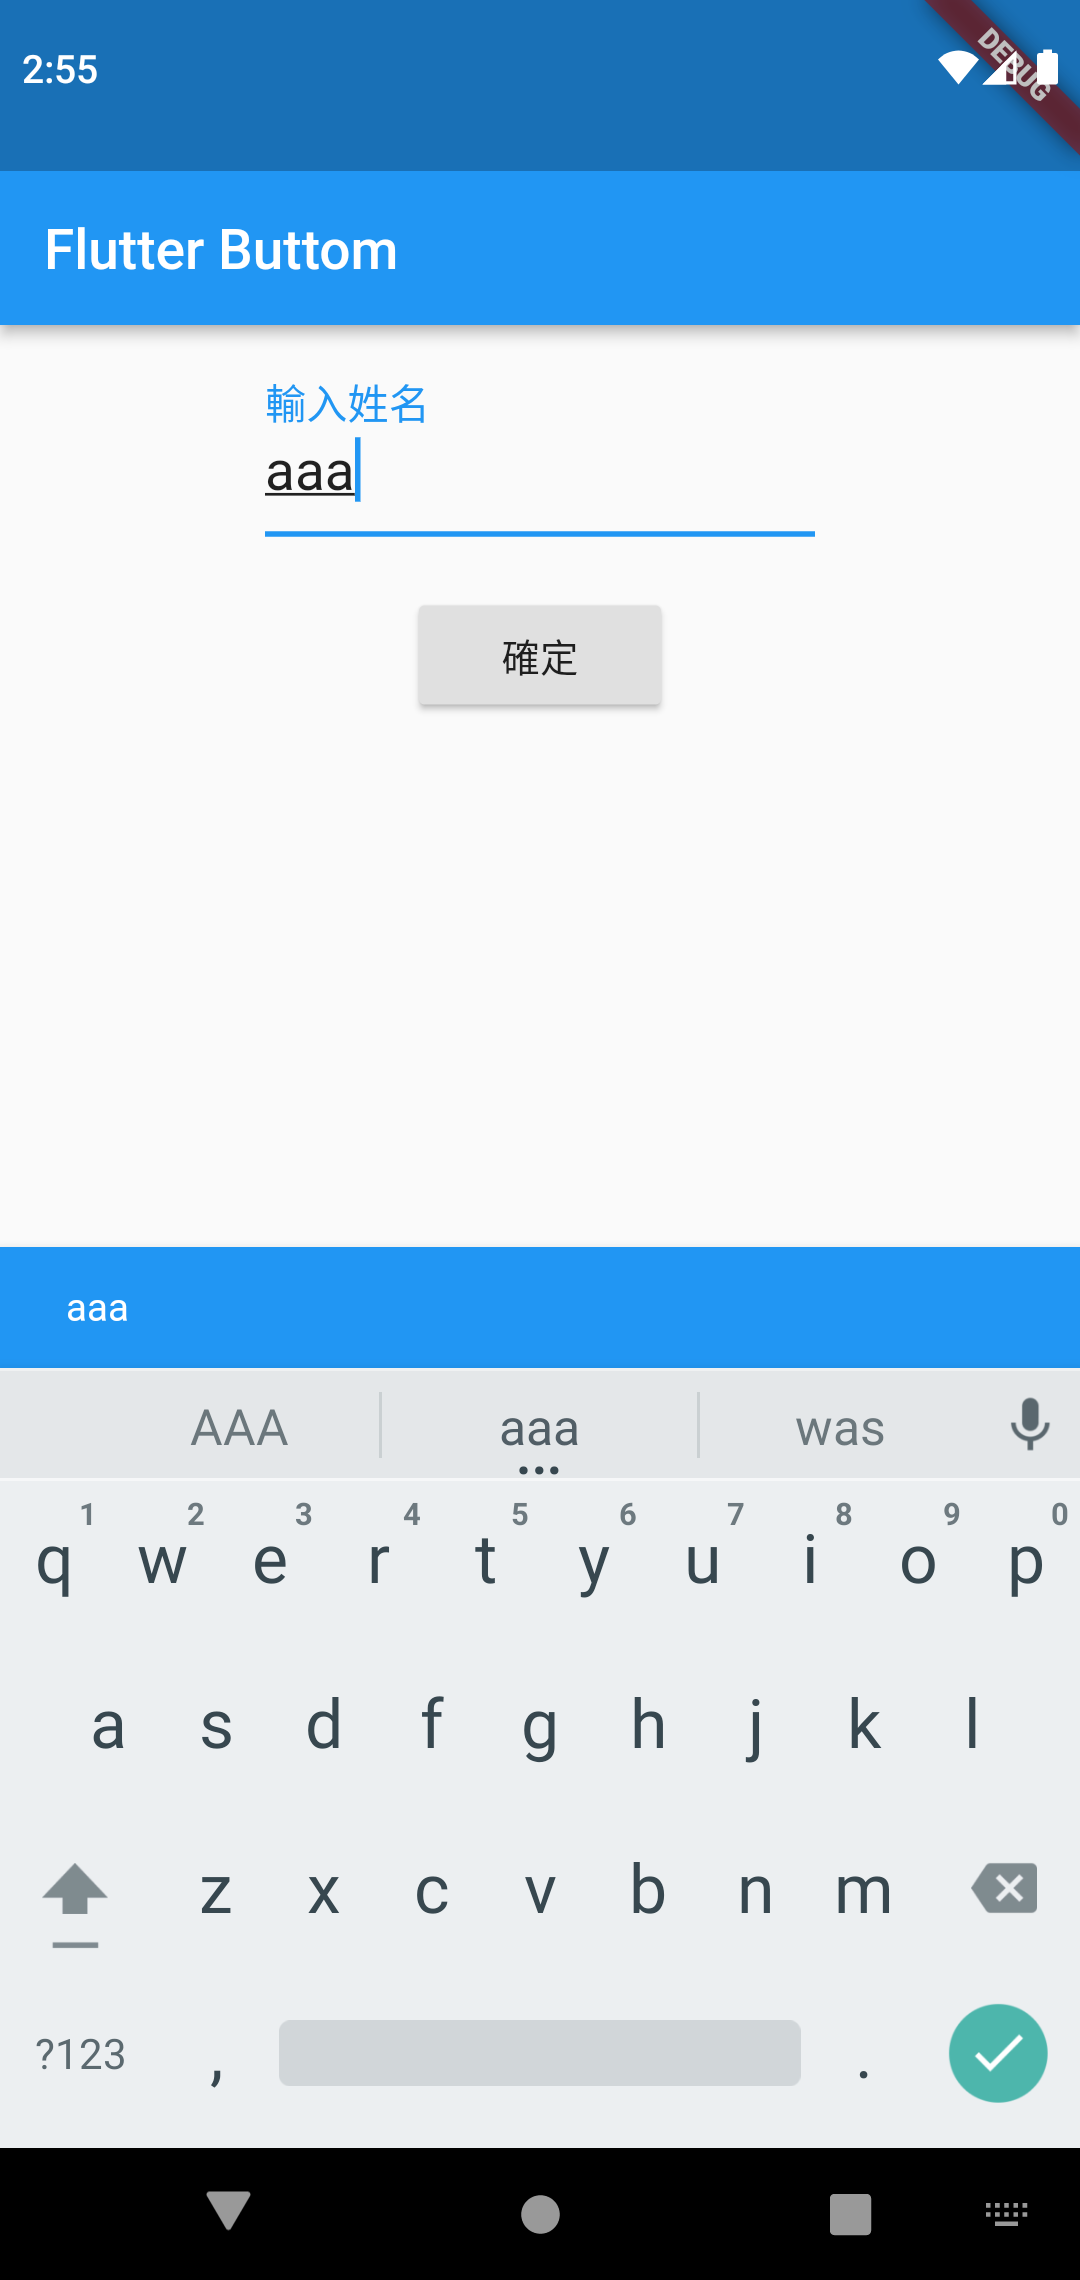 2:55
DEBUG
Flutter Buttom
輸入姓名
aaa
確定
aaa
AAA aaa was
1 2 3 4 5 6 7 8 9 0
q w e r t y u i o p
a s d f g h j k l
z x c v b n m
?123 , .